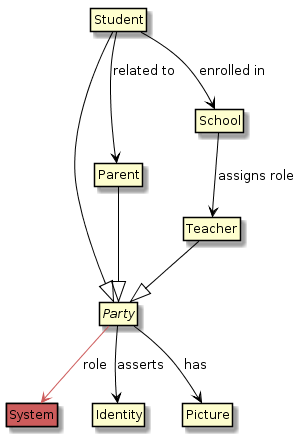 Student
related to
enrolled in
School
Parent
assigns role
Teacher
Party
role
asserts
has
System
Identity
Picture